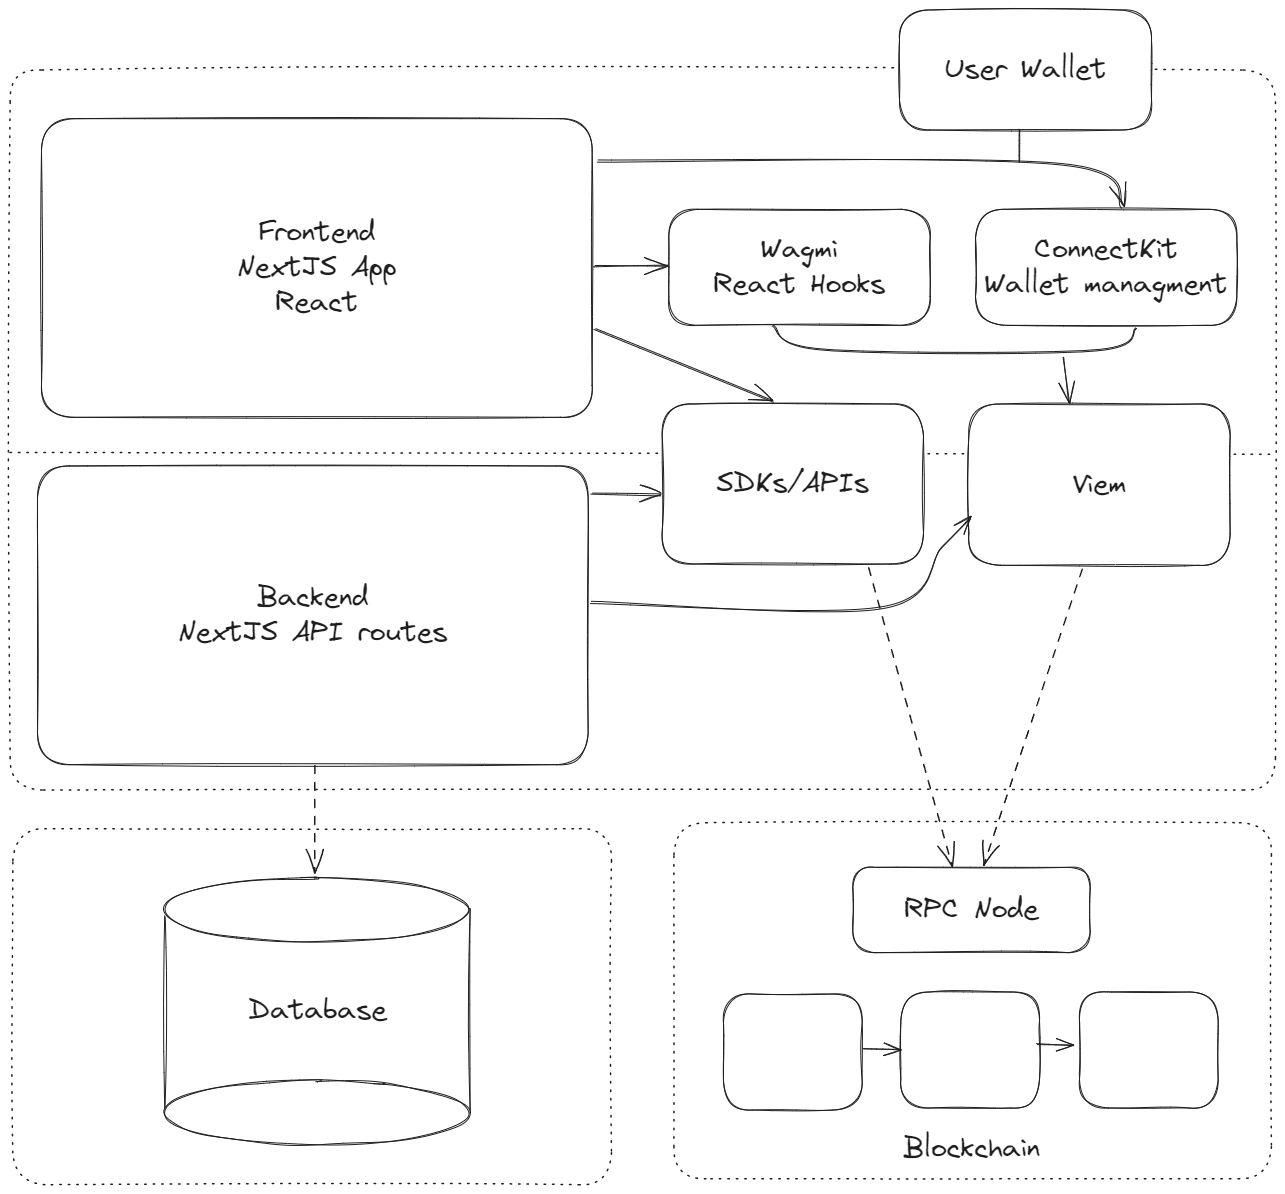 User Wallet
Frontend
NextJS App
React
Wagmi
React Hooks
ConnectKit
Wallet managment
SDKs/APIs
Viem
Backend
NextJS API routes
RPC Node
Database
Blockchain